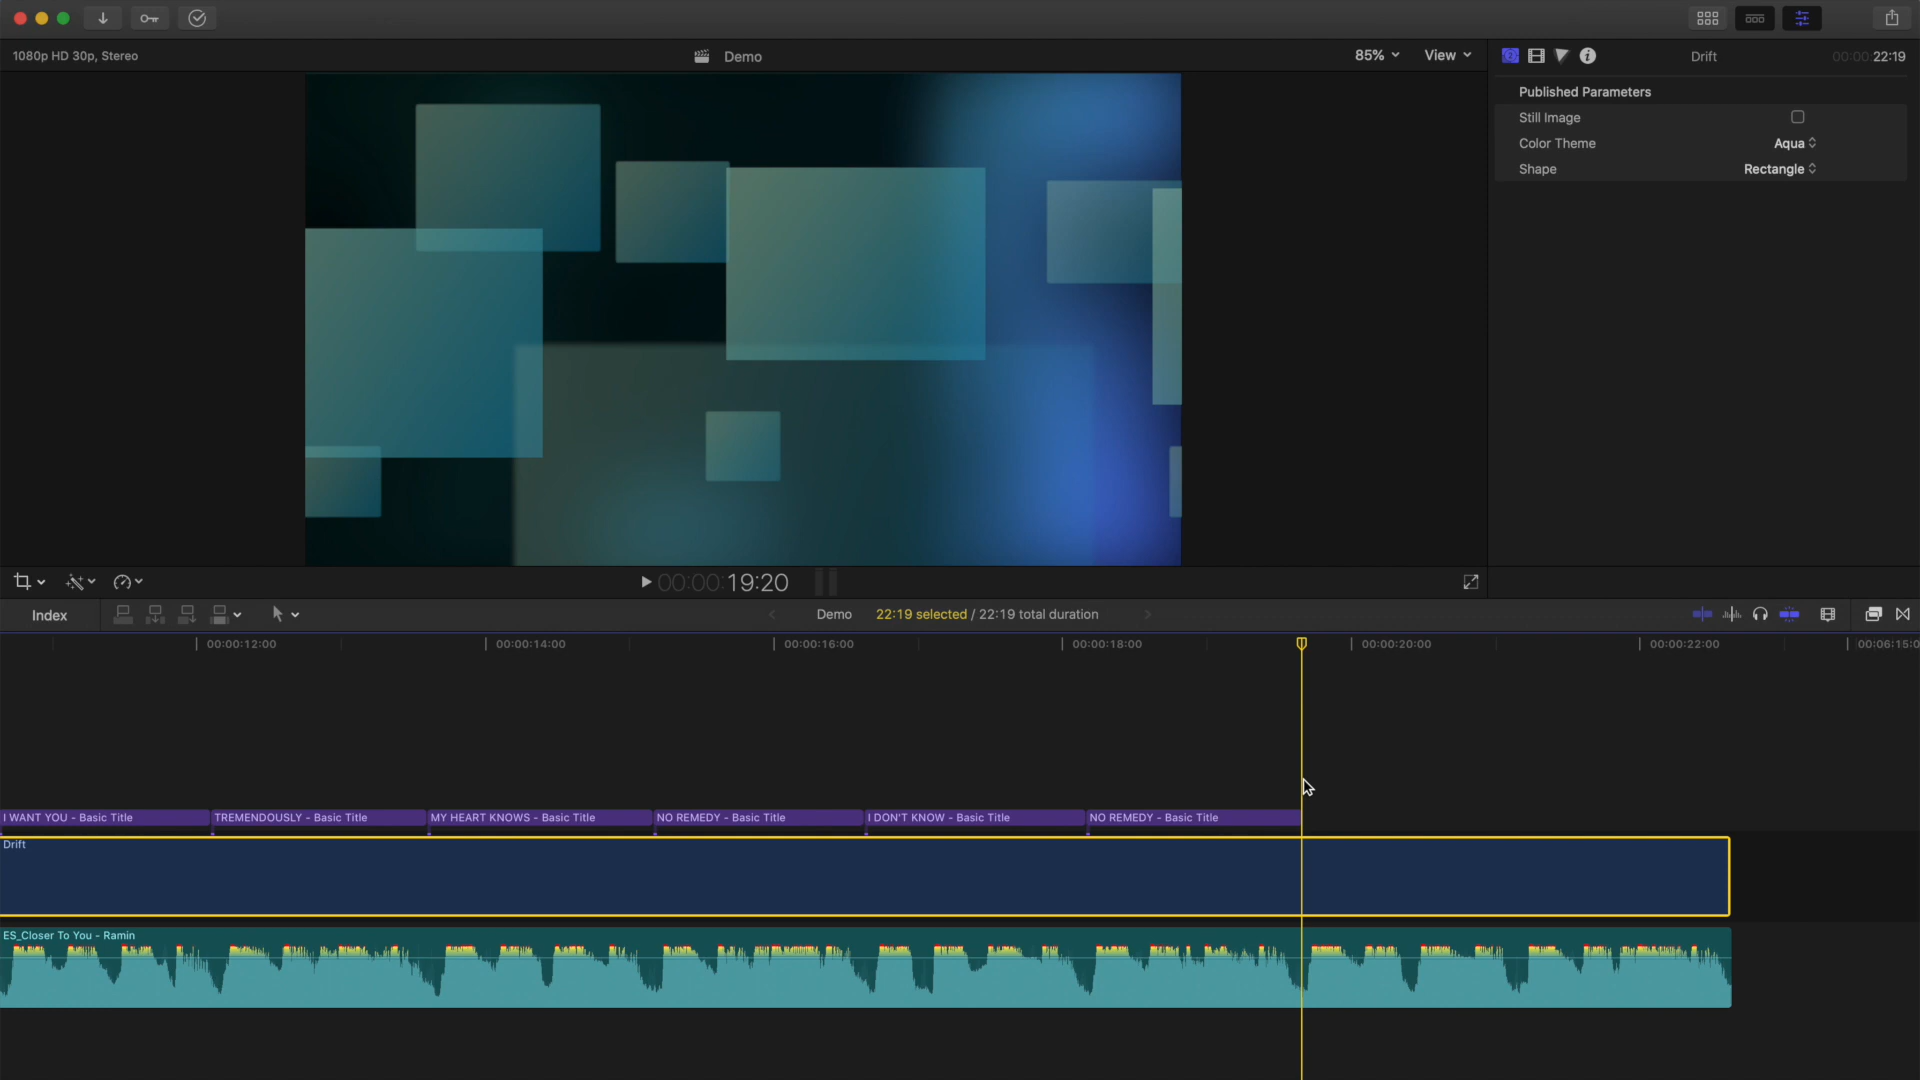 1080p HD 30p, Stereo
Demo
85%
View
Drift
00:00:22:19
Published Parameters
Still Image
Color Theme
Aqua
Shape
Rectangle
00:00:19:20
Index
Demo
22:19 selected / 22:19 total duration
00:00:12:00
00:00:14:00
00:00:16:00
00:00:18:00
00:00:20:00
00:00:22:00
00:06:15:0
I WANT YOU - Basic Title
TREMENDOUSLY - Basic Title
MY HEART KNOWS - Basic Title
NO REMEDY - Basic Title
I DON'T KNOW - Basic Title
NO REMEDY - Basic Title
Drift
ES_Closer To You - Ramin